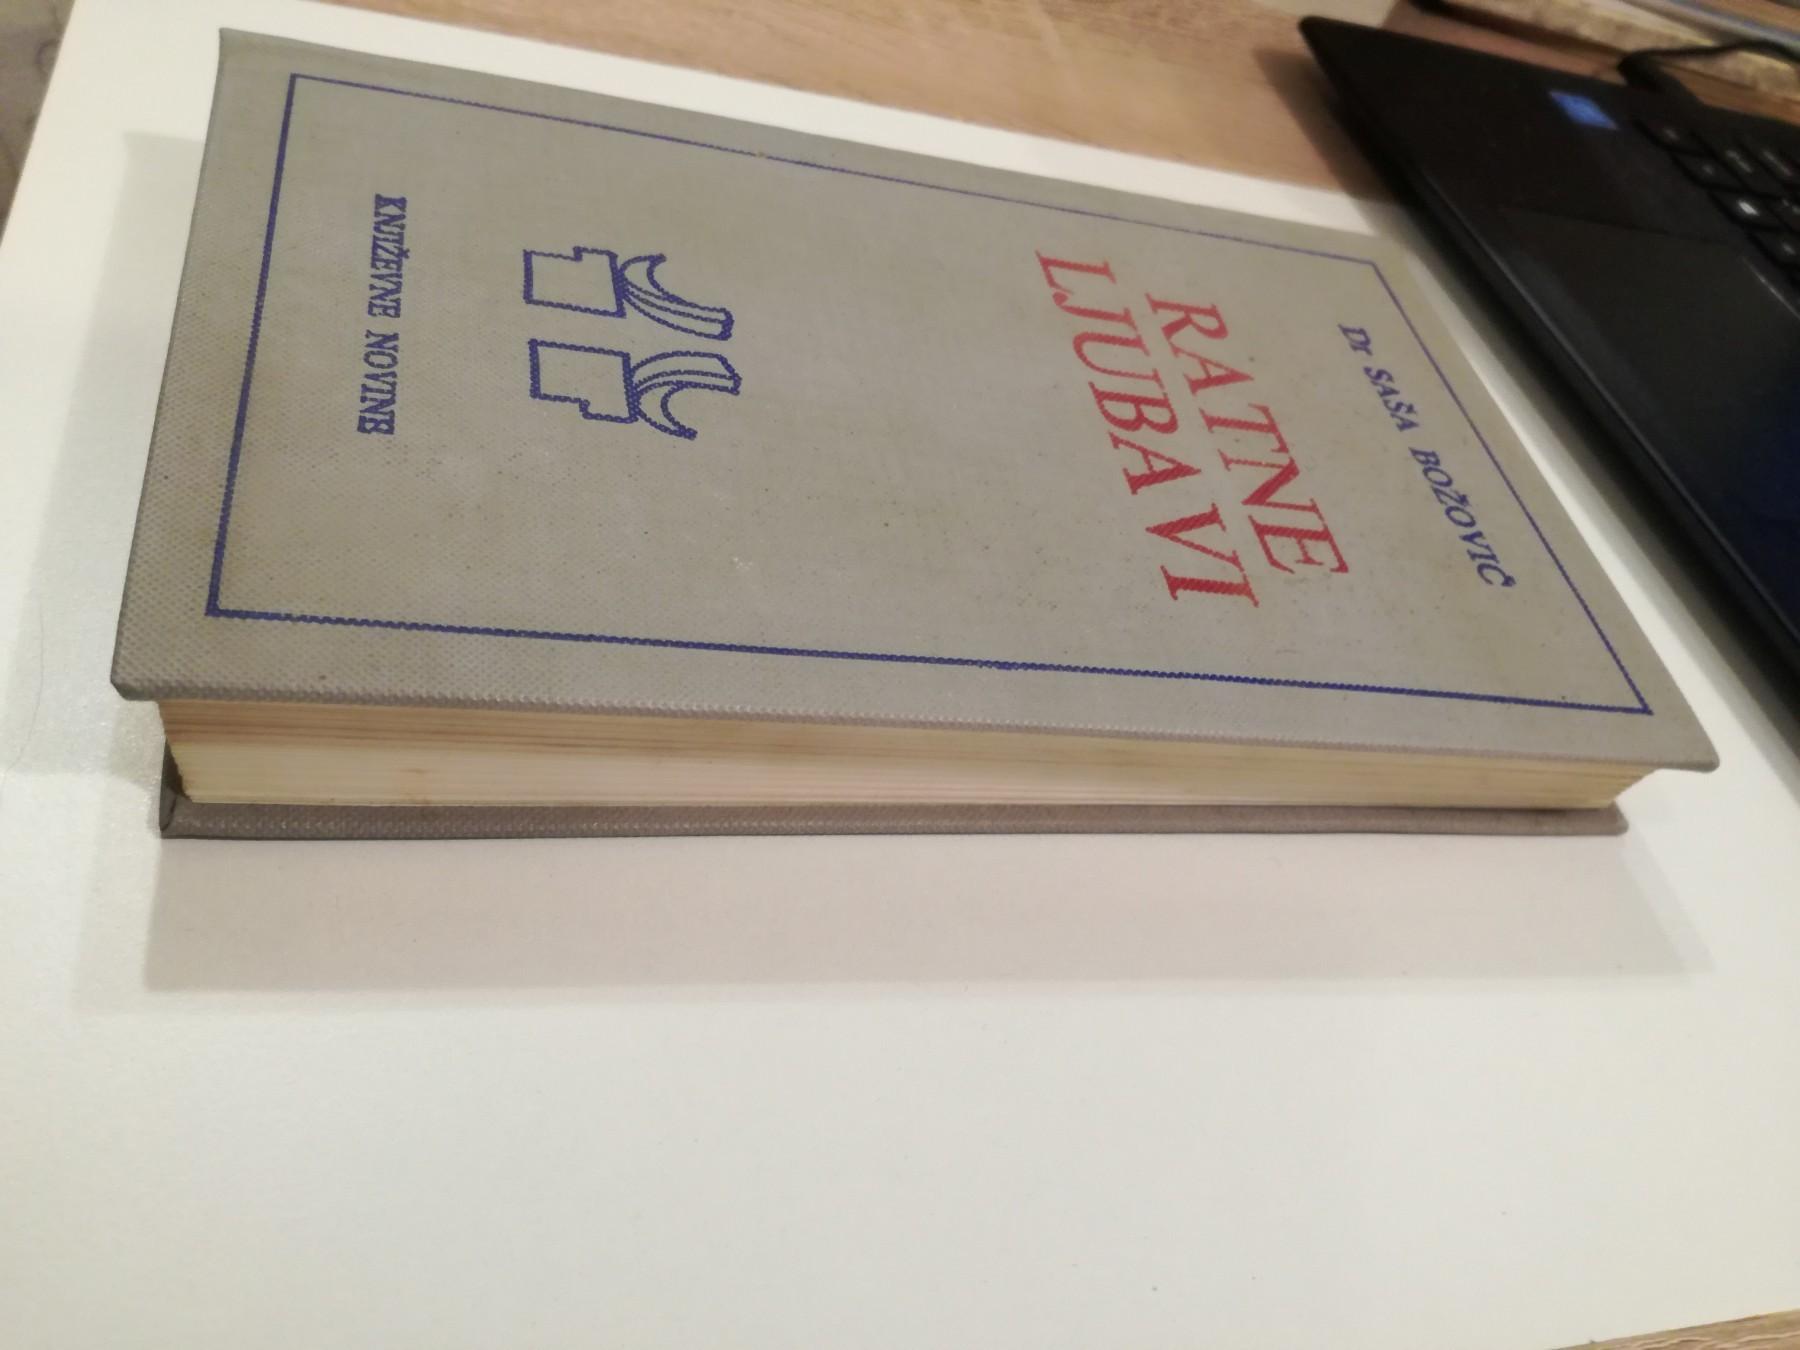 Dr SAŠA BOŽOVIĆ
RATNE
LJUBAVI
KNJIŽEVNE NOVINE